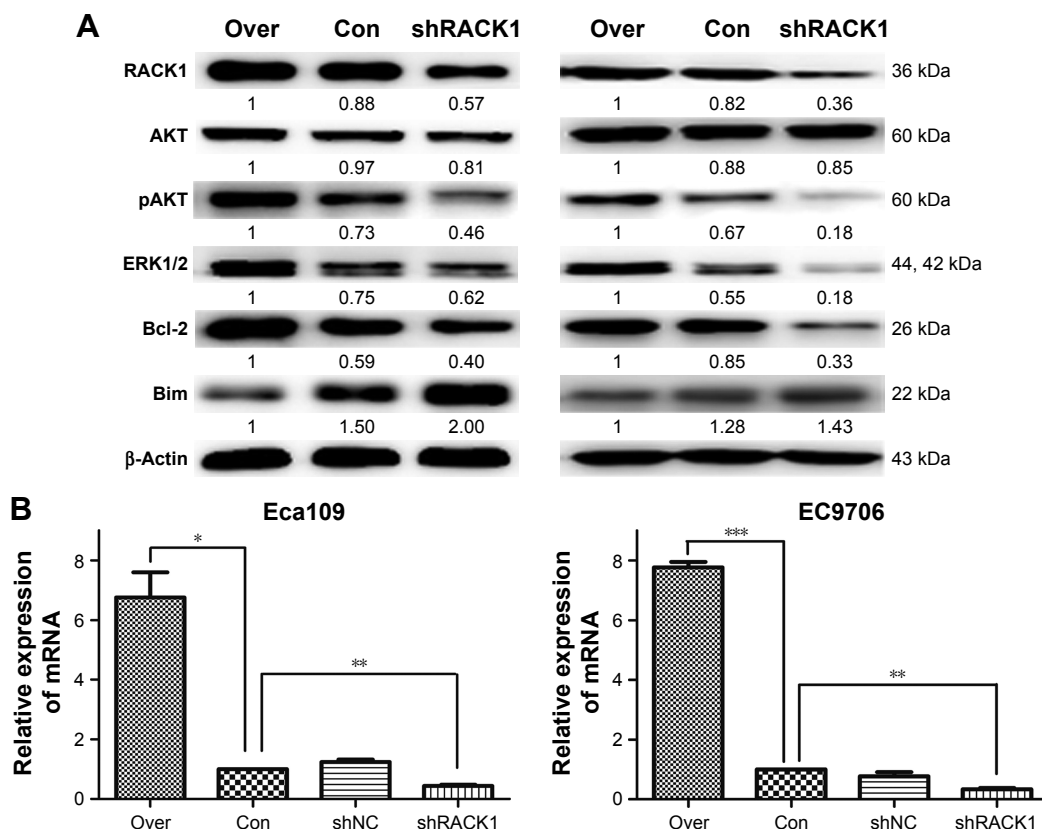 A
Over Con shRACK1 Over Con shRACK1
RACK1 36 kDa
1 0.88 0.57 1 0.82 0.36
AKT 60 kDa
1 0.97 0.81 1 0.88 0.85
pAKT 60 kDa
1 0.73 0.46 1 0.67 0.18
ERK1/2 44, 42 kDa
1 0.75 0.62 1 0.55 0.18
Bcl-2 26 kDa
1 0.59 0.40 1 0.85 0.33
Bim 22 kDa
1 1.50 2.00 1 1.28 1.43
β-Actin 43 kDa
B
Eca109
Relative expression
of mRNA
8
6
4
2
0
*
**
Over Con shNC shRACK1
EC9706
Relative expression
of mRNA
8
6
4
2
0
***
**
Over Con shNC shRACK1